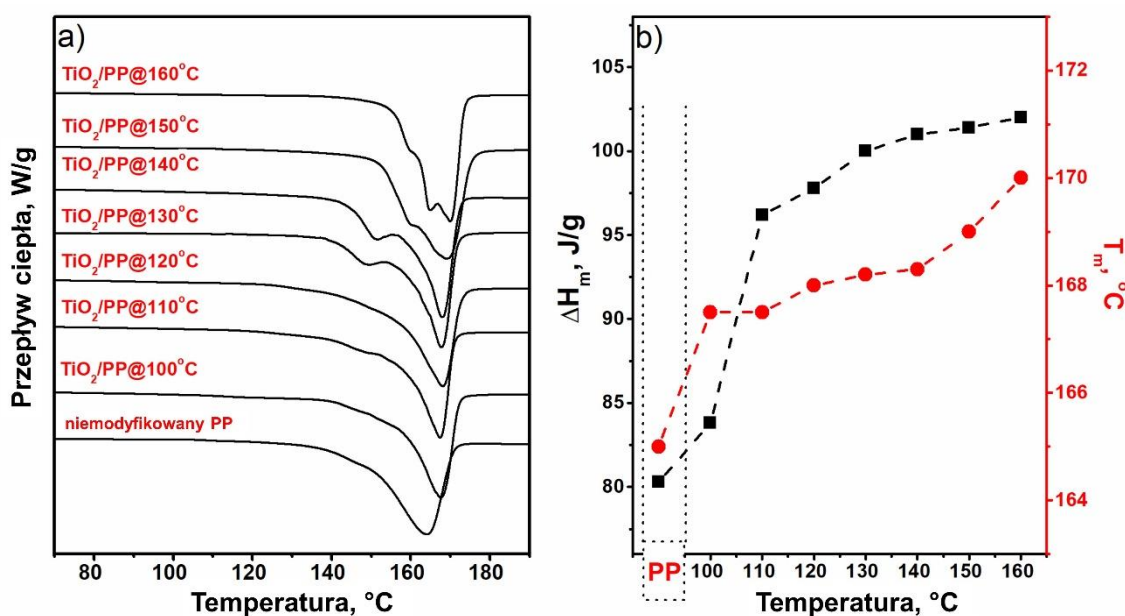 a)
TiO2/PP@160°C
TiO2/PP@150°C
TiO2/PP@140°C
TiO2/PP@130°C
TiO2/PP@120°C
TiO2/PP@110°C
TiO2/PP@100°C
niemodyfikowany PP
Przepływ ciepła, W/g
80 100 120 140 160 180
Temperatura, °C
b)
105
100
95
90
85
80
ΔHm, J/g
172
170
168
166
164
Tm, °C
PP 100 110 120 130 140 150 160
Temperatura, °C